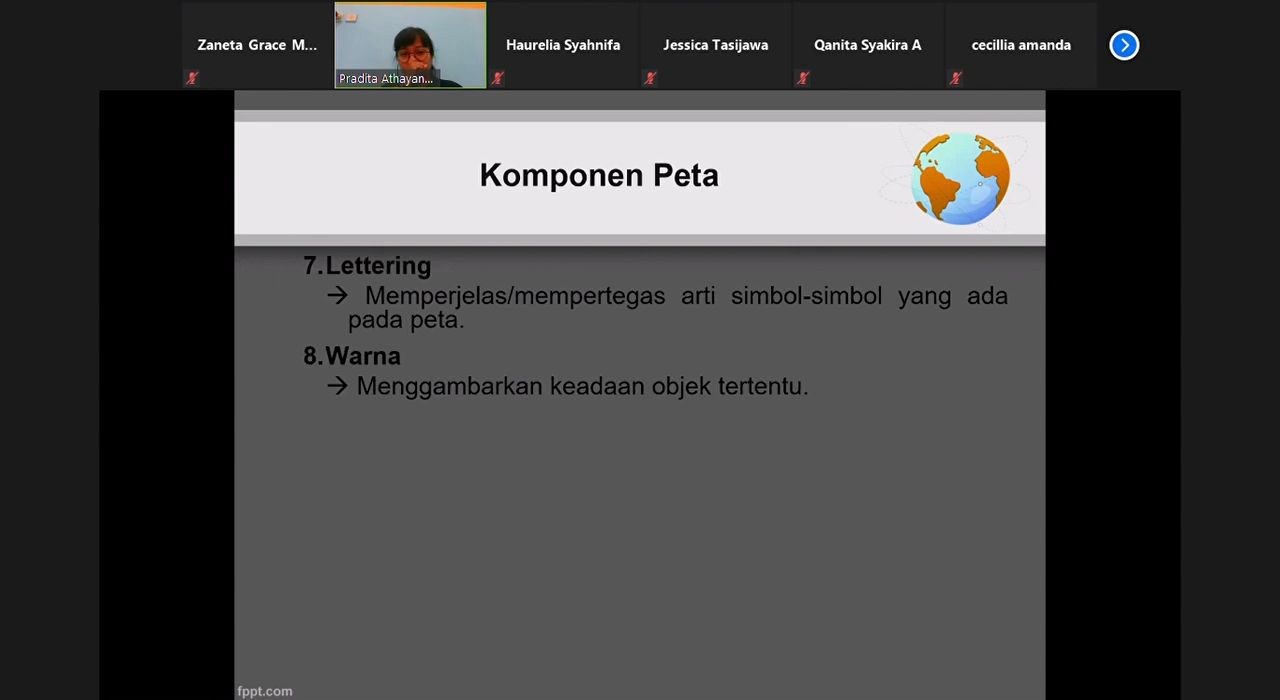 Zaneta Grace M...
Pradita Athayan...
Haurelia Syahnifa
Jessica Tasijawa
Qanita Syakira A
cecillia amanda
Komponen Peta
7. Lettering
→ Memperjelas/mempertegas arti simbol-simbol yang ada
pada peta.
8. Warna
→ Menggambarkan keadaan objek tertentu.
fppt.com